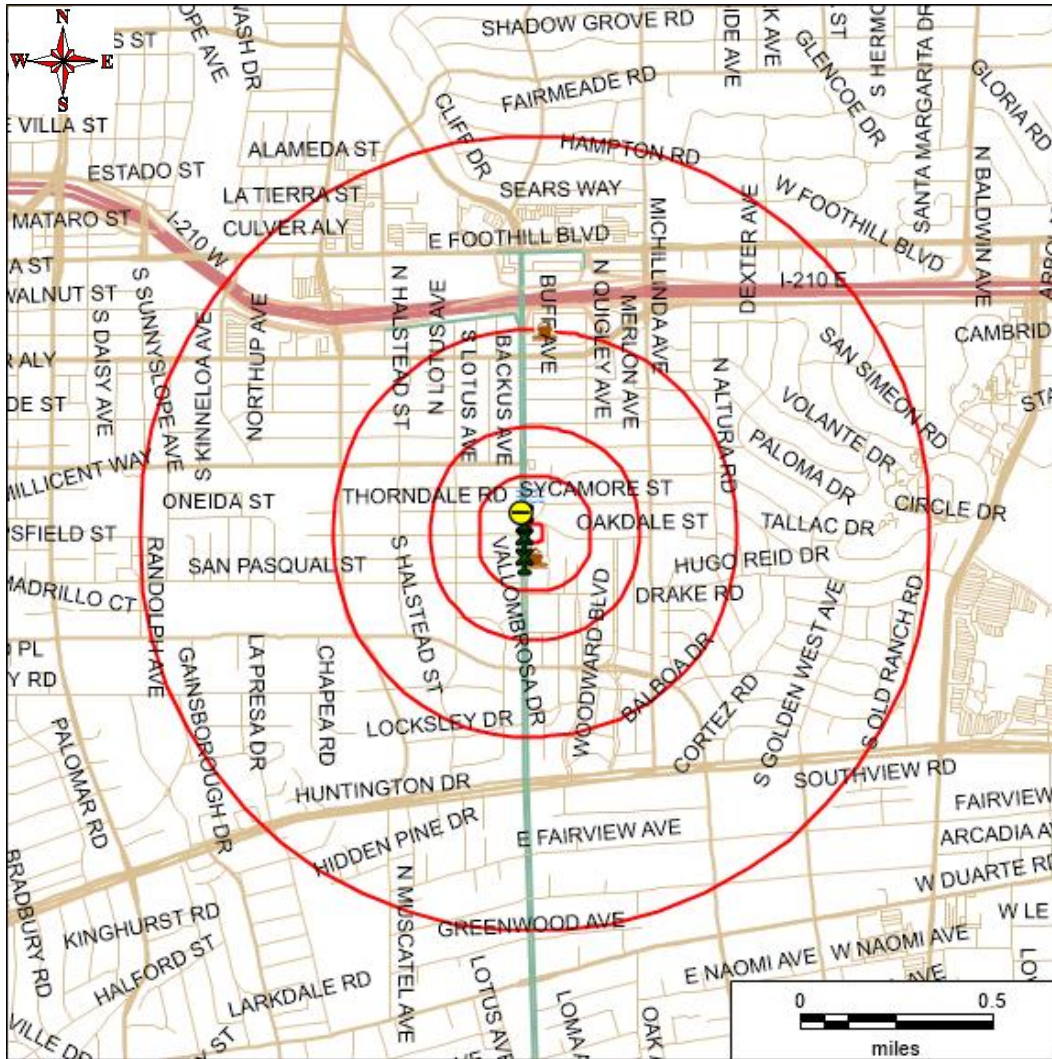 N
W E
S
SHADOW GROVE RD
FAIRMEADE RD
CLIFF DR
GLENCOE DR
S HERMO
SANTA MARGARITA DR
GLORIA RD
N BALDWIN AVE
IDE AVE
K AVE
ST
S ST
OPE AVE
WASH DR
E VILLA ST
ESTADO ST
ALAMEDA ST
HAMPTON RD
LA TIERRA ST
SEARS WAY
MATARO ST
CULVER ALY
E FOOTHILL BLVD
W FOOTHILL BLVD
I-210 W
I-210 E
MICHILLINDA AVE
DEXTER AVE
A ST
WALNUT ST
S SUNNYSLOPE AVE
S KINNELOA AVE
NORTHUP AVE
N HALSTEAD ST
N LOTUS AVE
S LOTUS AVE
BACKUS AVE
N QUIGLEY AVE
MERLON AVE
S DAISY AVE
CAMBRID
R ALY
DE ST
STA
SAN SIMEON RD
VOLANTE DR
PALOMA DR
N ALTURA RD
MILLICENT WAY
ONEIDA ST
THORNDALE RD
SYCAMORE ST
CIRCLE DR
PSFIELD ST
OAKDALE ST
TALLAC DR
SAN PASQUAL ST
HUGO REID DR
MADRILLO CT
RANDOLPH AVE
S HALSTEAD ST
VALLOMBROSA DR
WOODWARD BLVD
DRAKE RD
BALBOA DR
S GOLDEN WEST AVE
S OLD RANCH RD
PL
Y RD
GAINSBOROUGH DR
LA PRESA DR
CHAPEA RD
LOCKSLEY DR
CORTEZ RD
PALOMAR RD
HUNTINGTON DR
SOUTHVIEW RD
HIDDEN PINE DR
E FAIRVIEW AVE
FAIRVIEW
ARCADIA AV
BRADBURY RD
N MUSCATEL AVE
W DUARTE RD
KINGHURST RD
GREENWOOD AVE
W LE
HALFORD ST
W NAOMI AVE
E NAOMI AVE
AVE
LARKDALE RD
LOTUS AVE
LOMA A
OAK A
VILLE DR
Y ST
0 0.5
miles